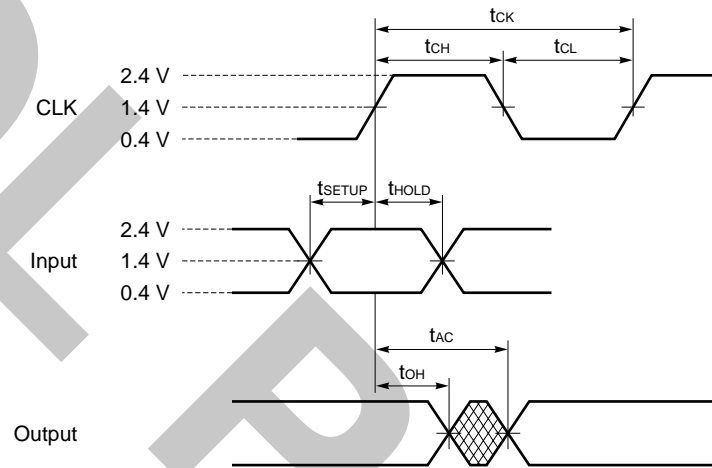 tCK
tCH
tCL
2.4 V
CLK
1.4 V
0.4 V
tSETUP
tHOLD
2.4 V
Input
1.4 V
0.4 V
tAC
tOH
Output